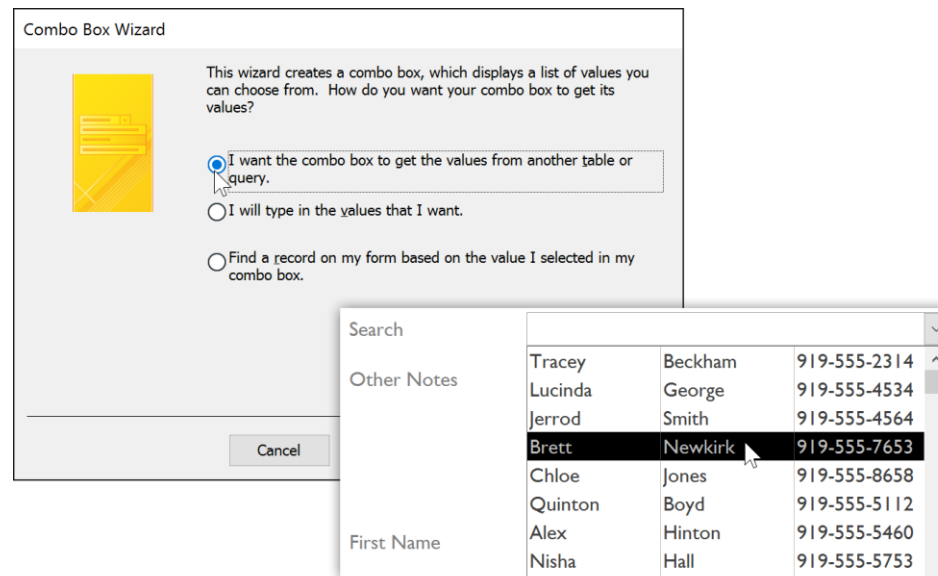 Combo Box Wizard
This wizard creates a combo box, which displays a list of values you
can choose from.  How do you want your combo box to get its
values?
I want the combo box to get the values from another table or
query.
I will type in the values that I want.
Find a record on my form based on the value I selected in my
combo box.
Cancel
Search
Other Notes
First Name
Tracey Beckham 919-555-2314
Lucinda George 919-555-4534
Jerrod Smith 919-555-4564
Brett Newkirk 919-555-7653
Chloe Jones 919-555-8658
Quinton Boyd 919-555-5112
Alex Hinton 919-555-5460
Nisha Hall 919-555-5753